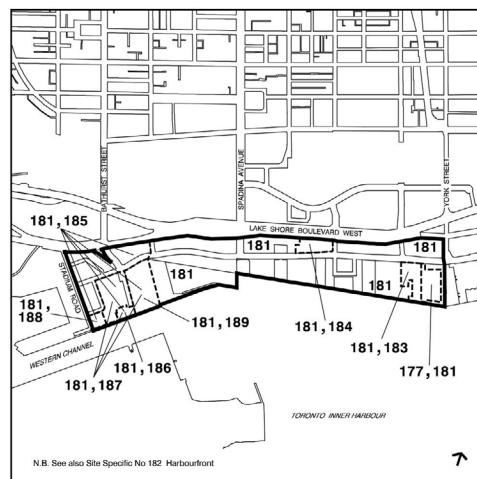 BATHURST STREET
SPADINA AVENUE
YORK STREET
LAKE SHORE BOULEVARD WEST
181,185
181
181
181
STADIUM ROAD
181
181,
188
181,189
181,184
181,183
177,181
WESTERN CHANNEL
181,186
181,187
TORONTO INNER HARBOUR
N.B. See also Site Specific No 182 Harbourfront